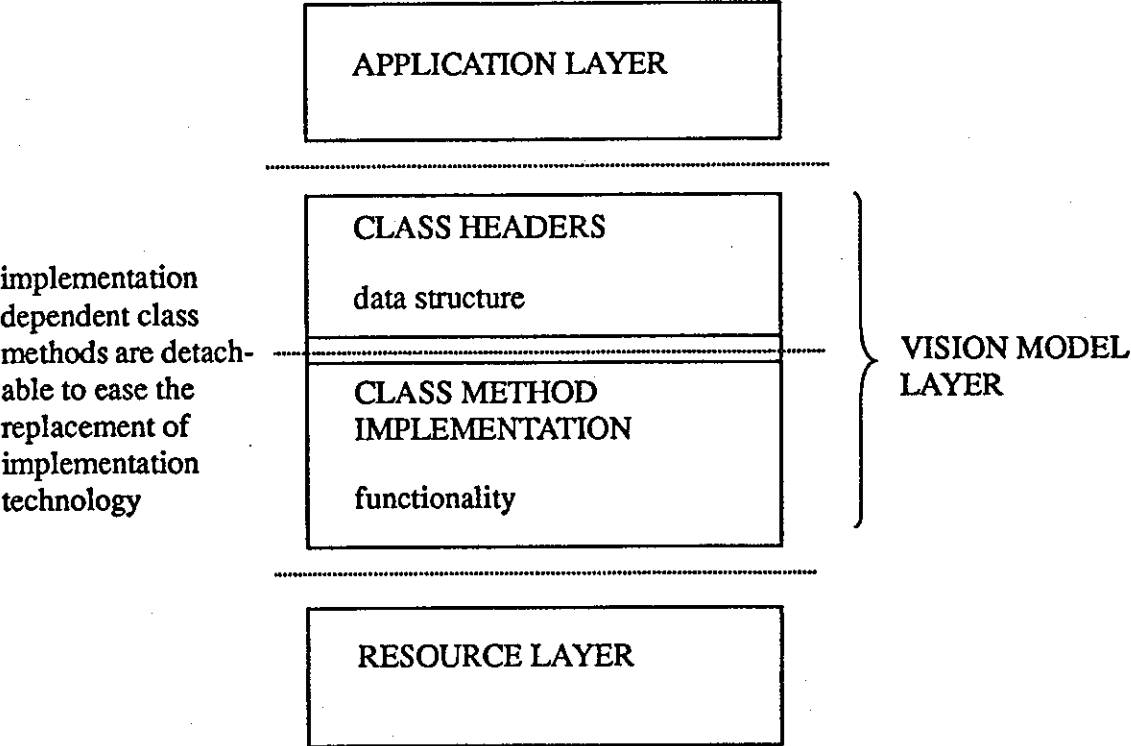 APPLICATION LAYER
CLASS HEADERS
data structure
implementation
dependent class
methods are detach-
able to ease the
replacement of
implementation
technology
VISION MODEL
LAYER
CLASS METHOD
IMPLEMENTATION
functionality
RESOURCE LAYER